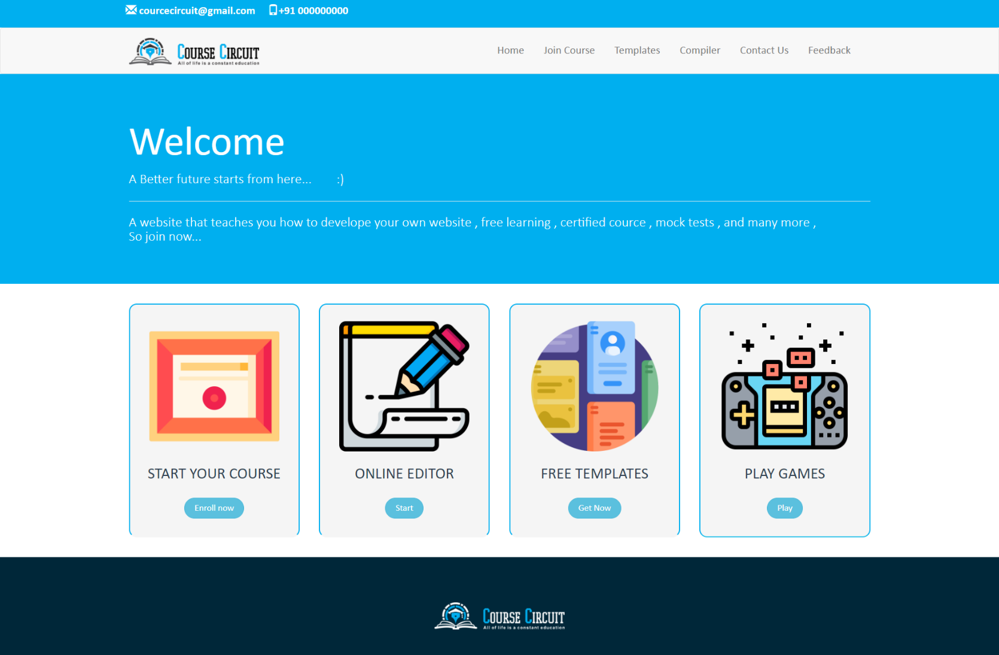 courcecircuit@gmail.com +91 000000000
COURSE CIRCUIT
All of life is a constant education
Home Join Course Templates Compiler Contact Us Feedback
Welcome
A Better future starts from here... :)
A website that teaches you how to develope your own website , free learning , certified cource , mock tests , and many more ,
So join now...
START YOUR COURSE
Enroll now
ONLINE EDITOR
Start
FREE TEMPLATES
Get Now
PLAY GAMES
Play
COURSE CIRCUIT
All of life is a constant education